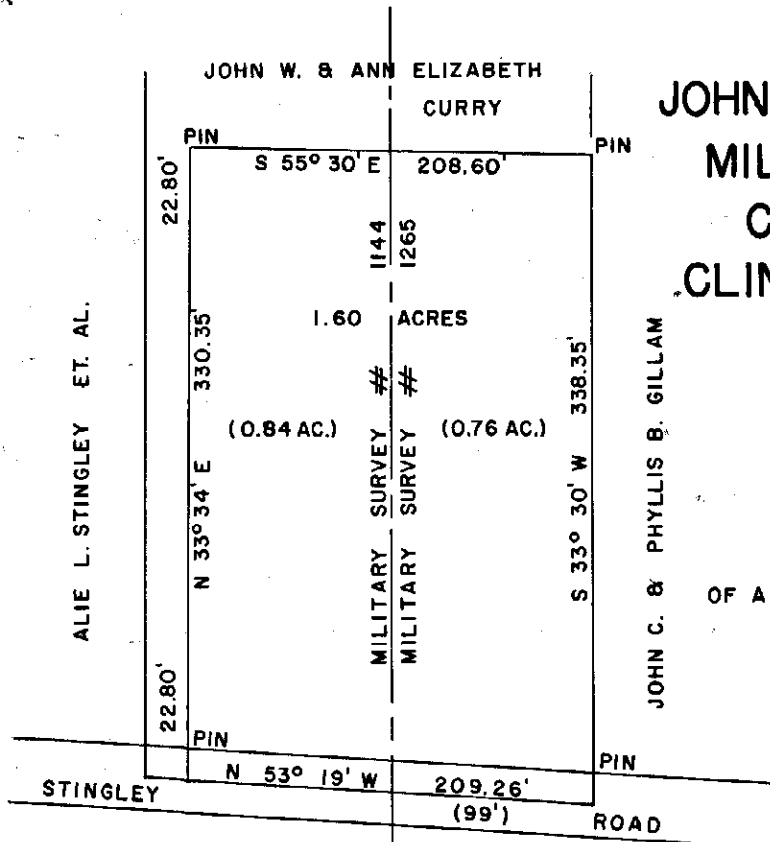 JOHN W. & ANN ELIZABETH
CURRY
JOHN
MIL
C
CLIN
PIN
PIN
S 55° 30' E 208.60'
22.80'
1144
1265
1.60 ACRES
ALIE L. STINGLEY ET. AL.
N 33° 34' E 330.35'
(0.84 AC.)
MILITARY SURVEY #
MILITARY SURVEY #
(0.76 AC.)
S 33° 30' W 338.35'
JOHN C. & PHYLLIS B. GILLAM
OF A
22.80'
PIN
PIN
N 53° 19' W 209.26'
(99')
STINGLEY ROAD